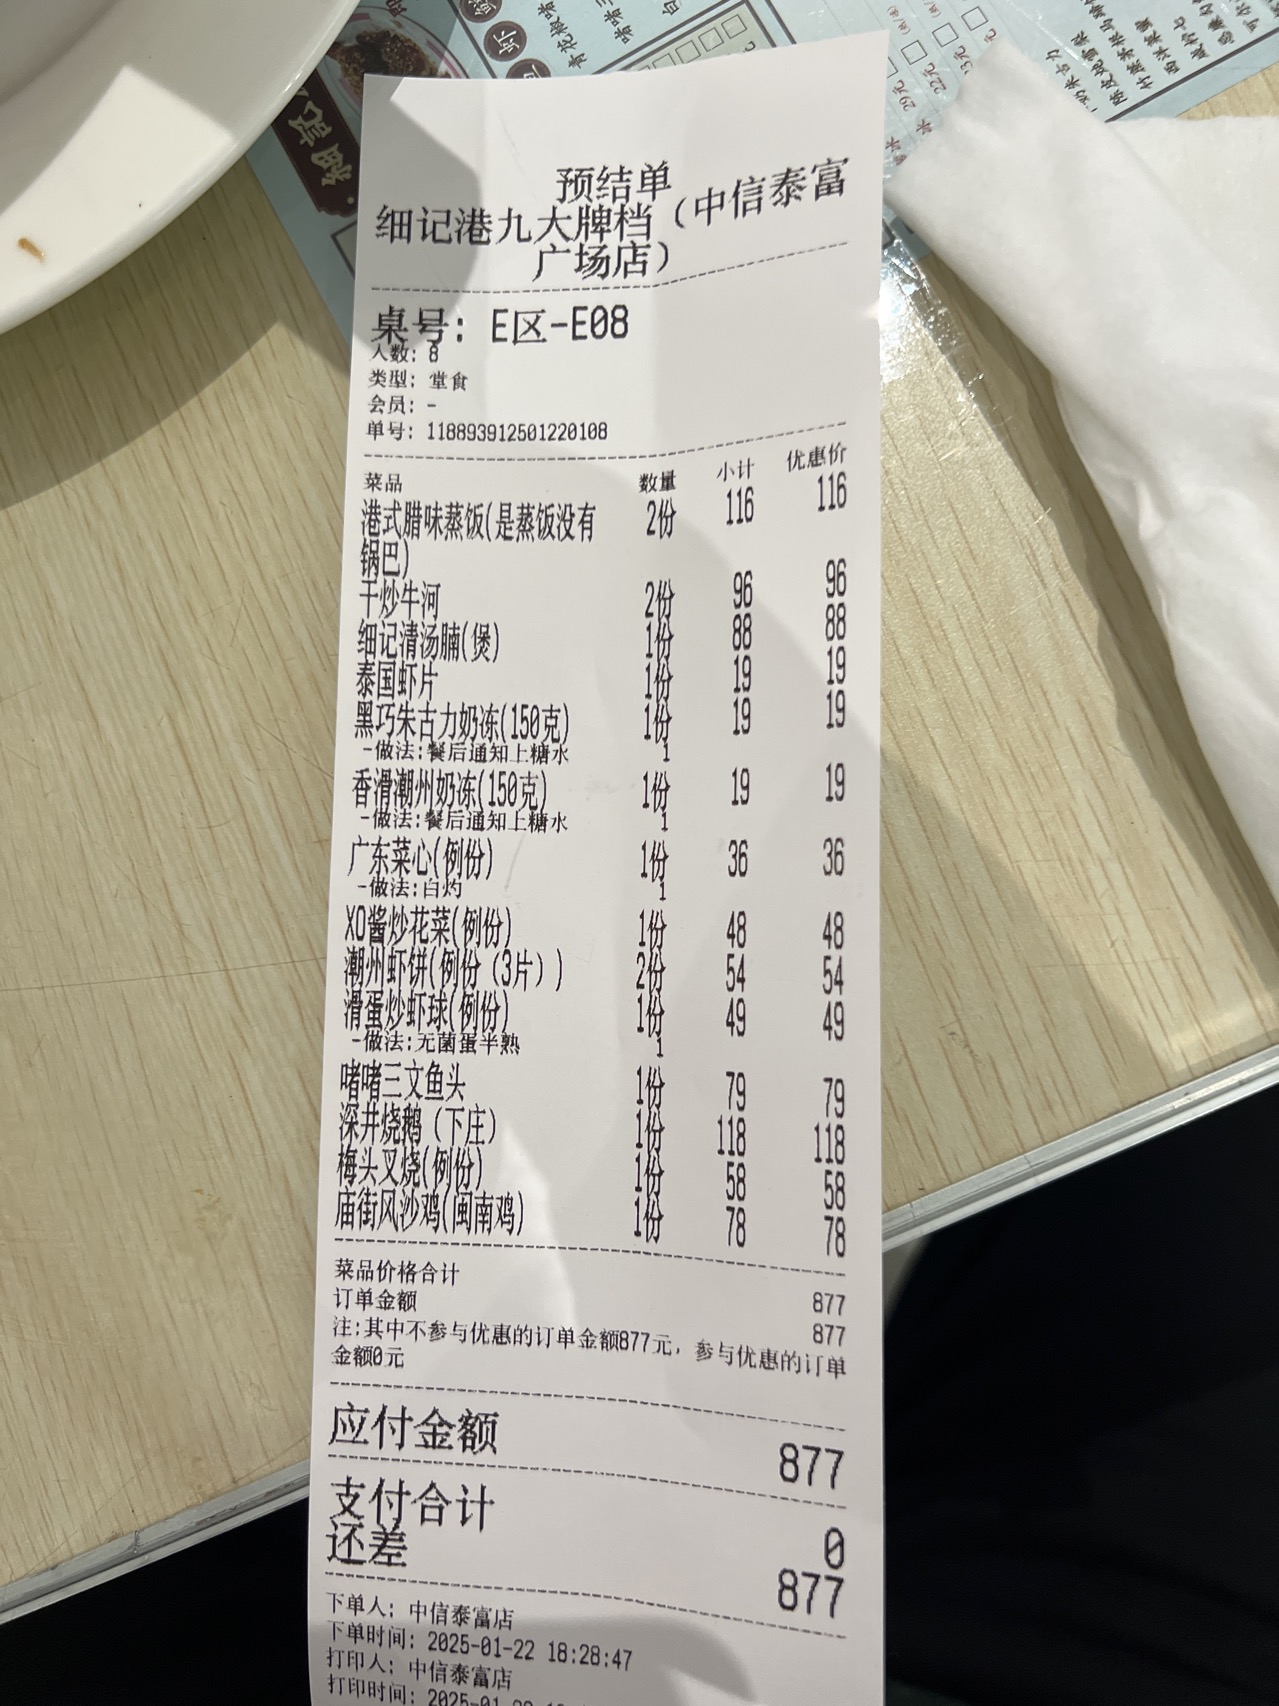 预结单
细记港九大牌档（中信泰富
广场店）
桌号: E区-E08
人数: 8
类型: 堂食
会员: -
单号: 118893912501220108
菜品 数量 小计 优惠价
港式腊味蒸饭(是蒸饭没有 2份 116 116
锅巴)
干炒牛河 2份 96 96
细记清汤腩(煲) 1份 88 88
泰国虾片 1份 19 19
黑巧朱古力奶冻(150克) 1份 19 19
-做法:餐后通知上糖水 1
香滑潮州奶冻(150克) 1份 19 19
-做法:餐后通知上糖水 1
广东菜心(例份) 1份 36 36
-做法:白灼 1
XO酱炒花菜(例份) 1份 48 48
潮州虾饼(例份（3片）) 2份 54 54
滑蛋炒虾球(例份) 1份 49 49
-做法:无菌蛋半熟 1
啫啫三文鱼头 1份 79 79
深井烧鹅（下庄） 1份 118 118
梅头叉烧(例份) 1份 58 58
庙街风沙鸡(闽南鸡) 1份 78 78
菜品价格合计 877
订单金额 877
注:其中不参与优惠的订单金额877元，参与优惠的订单
金额0元
应付金额 877
支付合计 0
还差 877
下单人: 中信泰富店
下单时间: 2025-01-22 18:28:47
打印人: 中信泰富店
打印时间: 2025-01
细记
虾
29元
22元